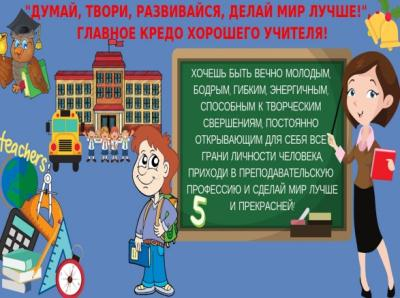 "ДУМАЙ, ТВОРИ, РАЗВИВАЙСЯ, ДЕЛАЙ МИР ЛУЧШЕ!"
ГЛАВНОЕ КРЕДО ХОРОШЕГО УЧИТЕЛЯ!
ХОЧЕШЬ БЫТЬ ВЕЧНО МОЛОДЫМ,
БОДРЫМ, ГИБКИМ, ЭНЕРГИЧНЫМ,
СПОСОБНЫМ К ТВОРЧЕСКИМ
СВЕРШЕНИЯМ, ПОСТОЯННО
ОТКРЫВАЮЩИМ ДЛЯ СЕБЯ ВСЕ
ГРАНИ ЛИЧНОСТИ ЧЕЛОВЕКА,
ПРИХОДИ В ПРЕПОДАВАТЕЛЬСКУЮ
ПРОФЕССИЮ И СДЕЛАЙ МИР ЛУЧШЕ
И ПРЕКРАСНЕЙ!
teachers
5